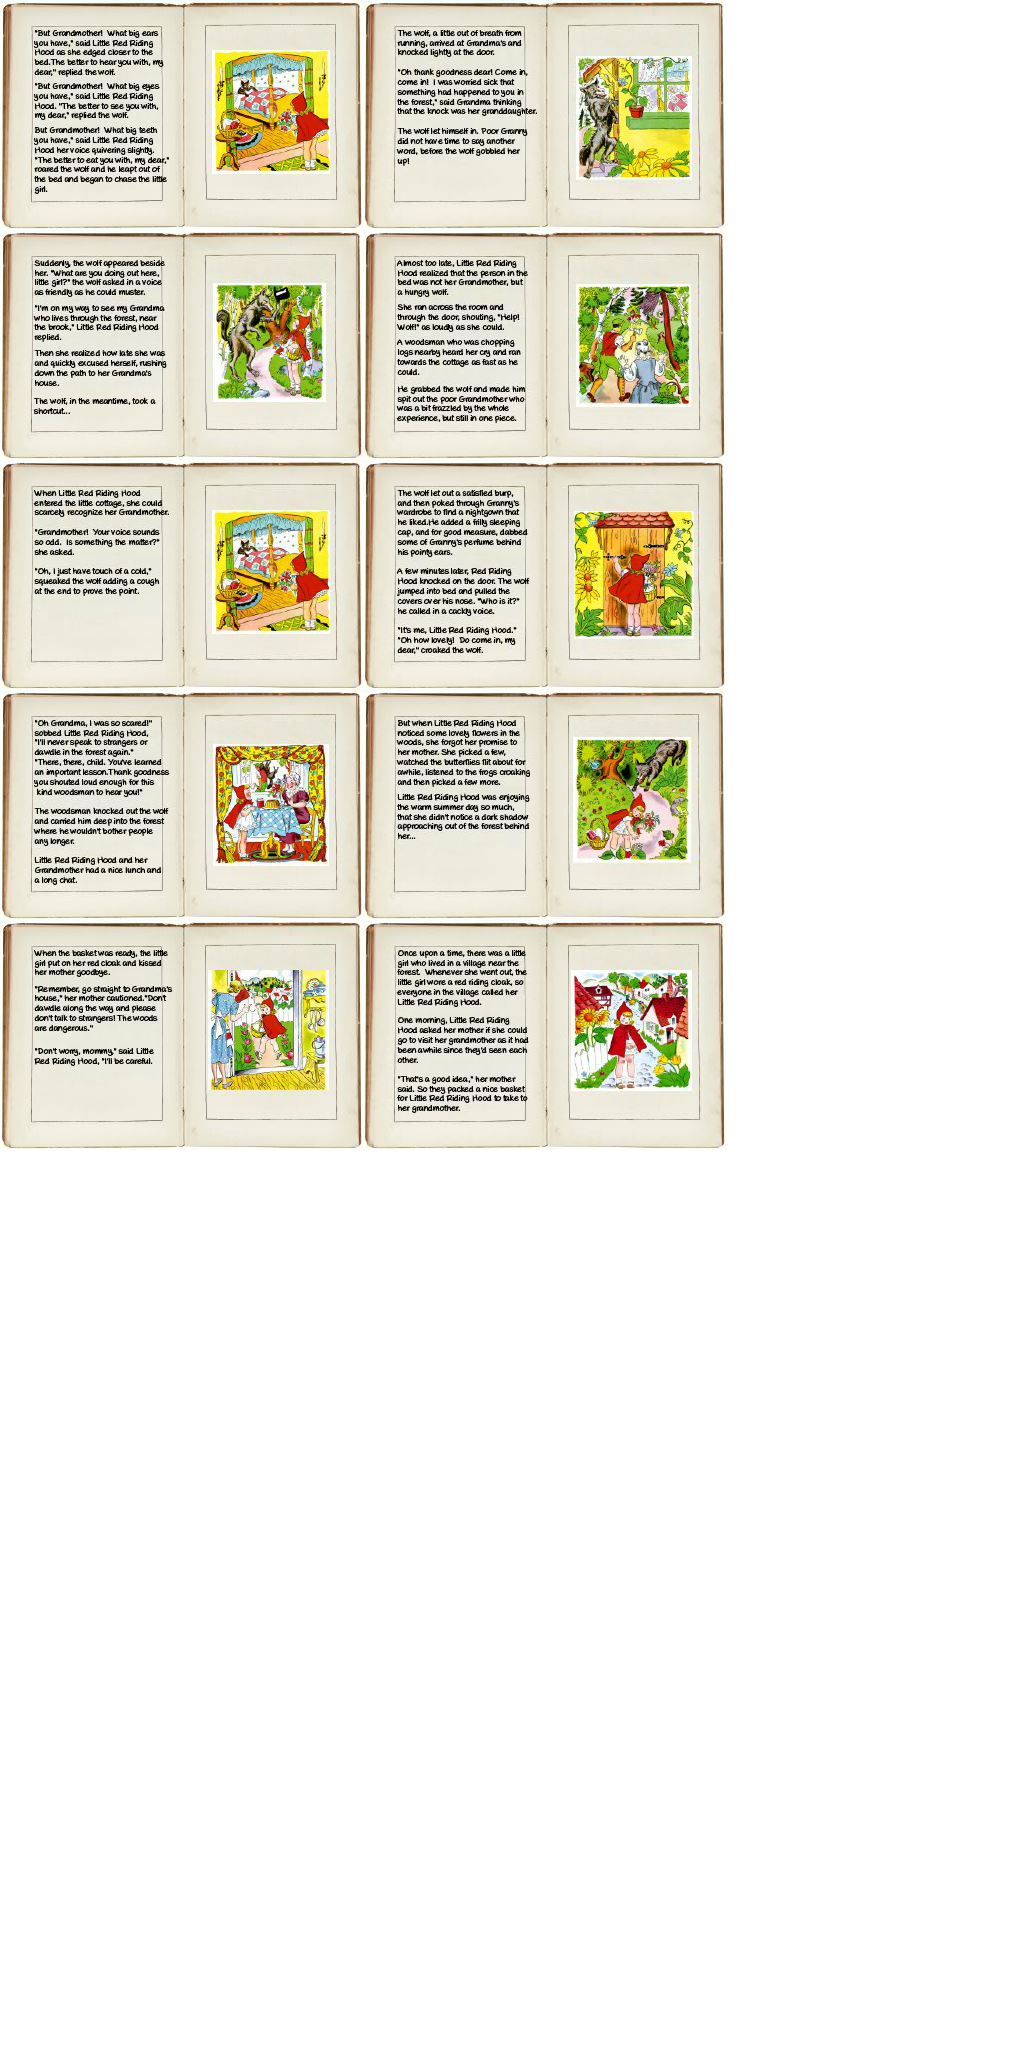 "But Grandmother!  What big ears
you have," said Little Red Riding
Hood as she edged closer to the
bed.The better to hear you with, my
dear," replied the wolf.
"But Grandmother!  What big eyes
you have," said Little Red Riding
Hood. "The better to see you with,
my dear," replied the wolf.
But Grandmother!  What big teeth
you have," said Little Red Riding
Hood her voice quivering slightly.
"The better to eat you with, my dear,"
roared the wolf and he leapt out of
the bed and began to chase the little
girl.
The wolf, a little out of breath from
running, arrived at Grandma's and
knocked lightly at the door.
"Oh thank goodness dear! Come in,
come in!  I was worried sick that
something had happened to you in
the forest," said Grandma thinking
that the knock was her granddaughter.
The wolf let himself in. Poor Granny
did not have time to say another
word, before the wolf gobbled her
up!
Suddenly, the wolf appeared beside
her. "What are you doing out here,
little girl?" the wolf asked in a voice
as friendly as he could muster.
"I'm on my way to see my Grandma
who lives through the forest, near
the brook," Little Red Riding Hood
replied.
Then she realized how late she was
and quickly excused herself, rushing
down the path to her Grandma's
house.
The wolf, in the meantime, took a
shortcut...
Almost too late, Little Red Riding
Hood realized that the person in the
bed was not her Grandmother, but
a hungry wolf.
She ran across the room and
through the door, shouting, "Help!
Wolf!" as loudly as she could.
A woodsman who was chopping
logs nearby heard her cry and ran
towards the cottage as fast as he
could.
He grabbed the wolf and made him
spit out the poor Grandmother who
was a bit frazzled by the whole
experience, but still in one piece.
When Little Red Riding Hood
entered the little cottage, she could
scarcely recognize her Grandmother.
"Grandmother!  Your voice sounds
so odd.  Is something the matter?"
she asked.
"Oh, I just have touch of a cold,"
squeaked the wolf adding a cough
at the end to prove the point.
The wolf let out a satisfied burp,
and then poked through Granny's
wardrobe to find a nightgown that
he liked.He added a frilly sleeping
cap, and for good measure, dabbed
some of Granny's perfume behind
his pointy ears.
A few minutes later, Red Riding
Hood knocked on the door. The wolf
jumped into bed and pulled the
covers over his nose. "Who is it?"
he called in a cackly voice.
"It's me, Little Red Riding Hood."
"Oh how lovely!  Do come in, my
dear," croaked the wolf.
"Oh Grandma, I was so scared!"
sobbed Little Red Riding Hood,
"I'll never speak to strangers or
dawdle in the forest again."
"There, there, child. You've learned
an important lesson.Thank goodness
you shouted loud enough for this
kind woodsman to hear you!"
The woodsman knocked out the wolf
and carried him deep into the forest
where he wouldn't bother people
any longer.
Little Red Riding Hood and her
Grandmother had a nice lunch and
a long chat.
But when Little Red Riding Hood
noticed some lovely flowers in the
woods, she forgot her promise to
her mother. She picked a few,
watched the butterflies flit about for
awhile, listened to the frogs croaking
and then picked a few more.
Little Red Riding Hood was enjoying
the warm summer day so much,
that she didn't notice a dark shadow
approaching out of the forest behind
her...
When the basket was ready, the little
girl put on her red cloak and kissed
her mother goodbye.
"Remember, go straight to Grandma's
house," her mother cautioned."Don't
dawdle along the way and please
don't talk to strangers! The woods
are dangerous."
"Don't worry, mommy," said Little
Red Riding Hood, "I'll be careful.
Once upon a time, there was a little
girl who lived in a village near the
forest.  Whenever she went out, the
little girl wore a red riding cloak, so
everyone in the village called her
Little Red Riding Hood.
One morning, Little Red Riding
Hood asked her mother if she could
go to visit her grandmother as it had
been awhile since they'd seen each
other.
"That's a good idea," her mother
said. So they packed a nice basket
for Little Red Riding Hood to take to
her grandmother.